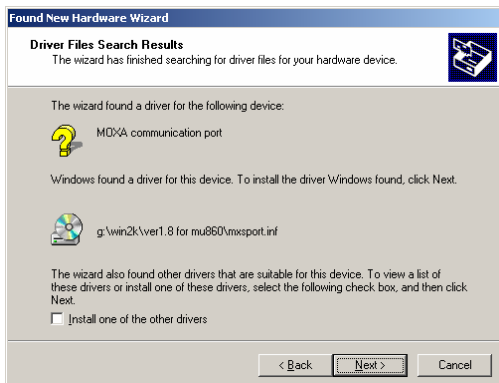 Found New Hardware Wizard
Driver Files Search Results
The wizard has finished searching for driver files for your hardware device.
The wizard found a driver for the following device:
MOXA communication port
Windows found a driver for this device. To install the driver Windows found, click Next.
g:\win2k\ver1.8 for mu860\mxsport.inf
The wizard also found other drivers that are suitable for this device. To view a list of
these drivers or install one of these drivers, select the following check box, and then click
Next.
Install one of the other drivers
< Back Next > Cancel